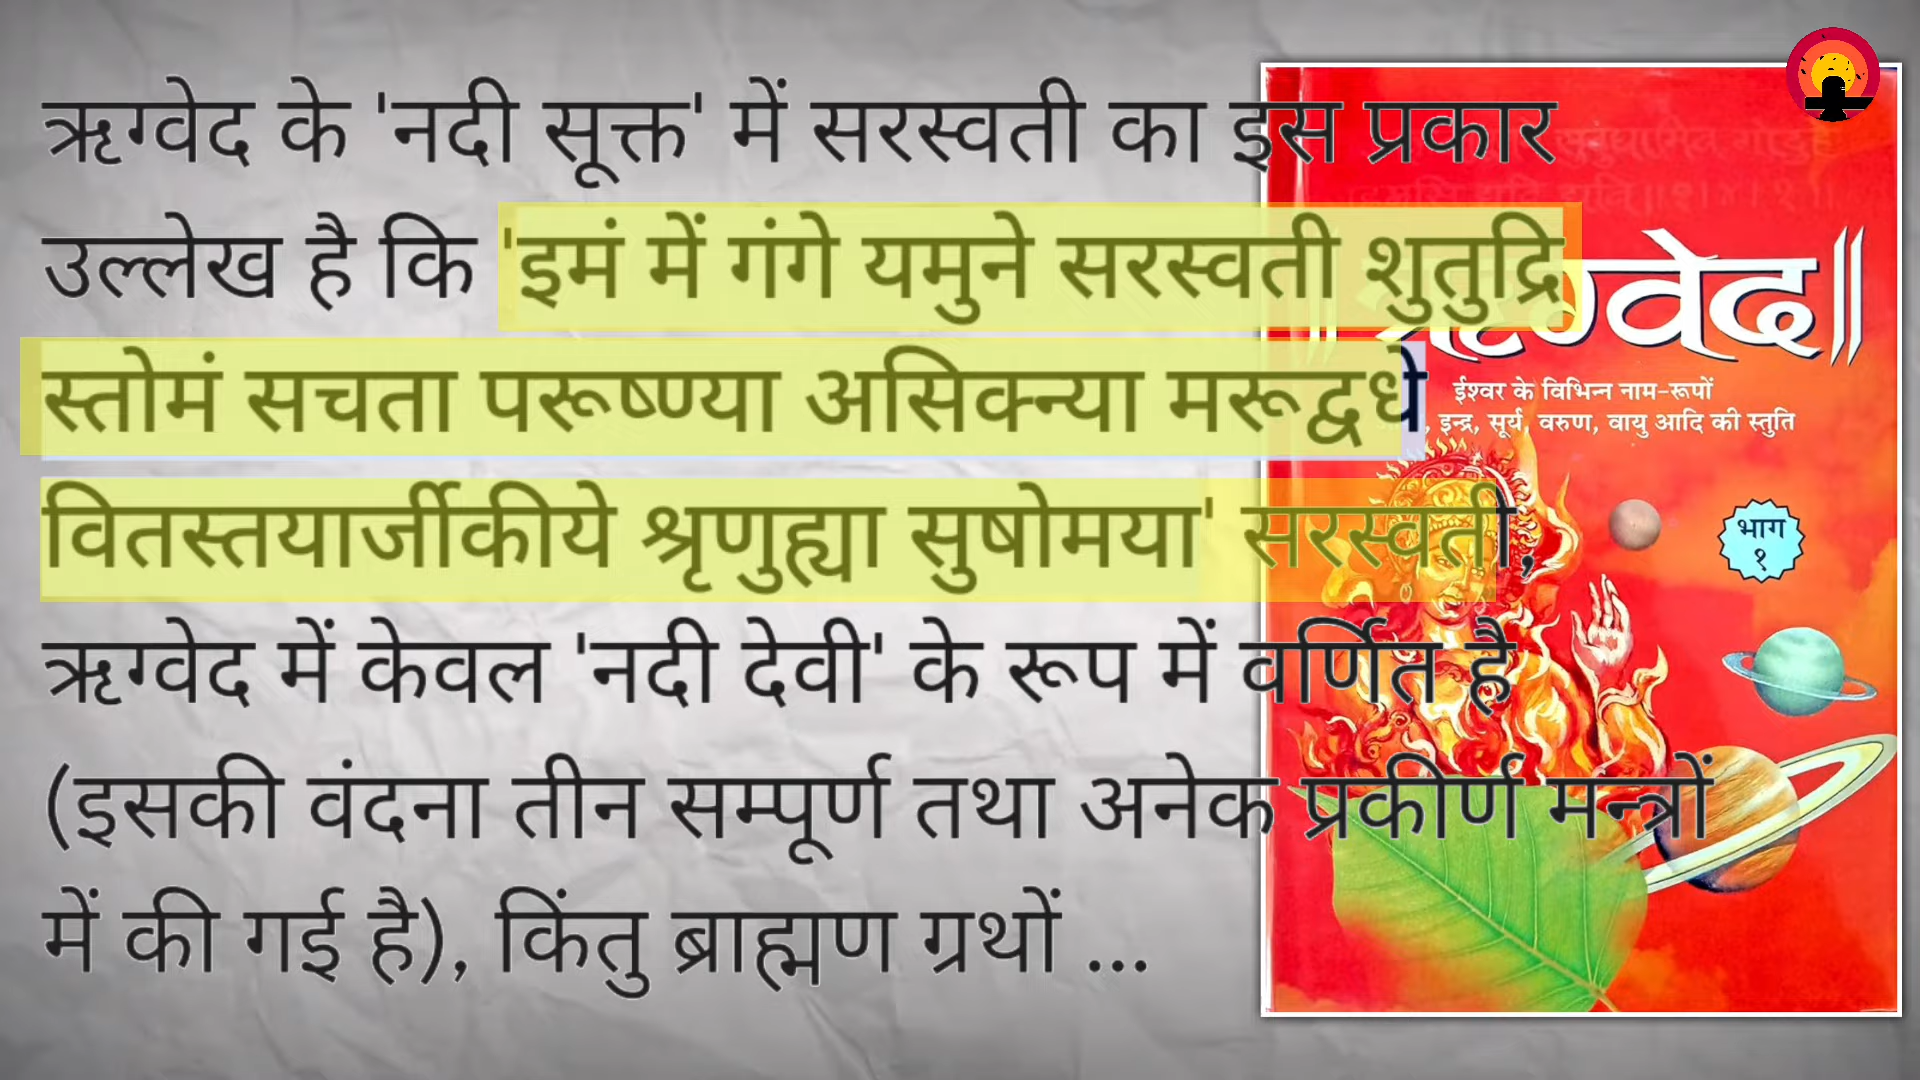 ऋग्वेद के 'नदी सूक्त' में सरस्वती का इस प्रकार
उल्लेख है कि 'इमं में गंगे यमुने सरस्वती शुतुद्रि
स्तोमं सचता परूष्ण्या असिक्न्या मरूद्वधे
वितस्तयार्जीकीये श्रृणुह्या सुषोमया' सरस्वती,
ऋग्वेद में केवल 'नदी देवी' के रूप में वर्णित है
(इसकी वंदना तीन सम्पूर्ण तथा अनेक प्रकीर्ण मन्त्रों
में की गई है), किंतु ब्राह्मण ग्रथों ...
॥ ऋग्वेद ॥
ईश्वर के विभिन्न नाम-रूपों
, इन्द्र, सूर्य, वरुण, वायु आदि की स्तुति
भाग
१